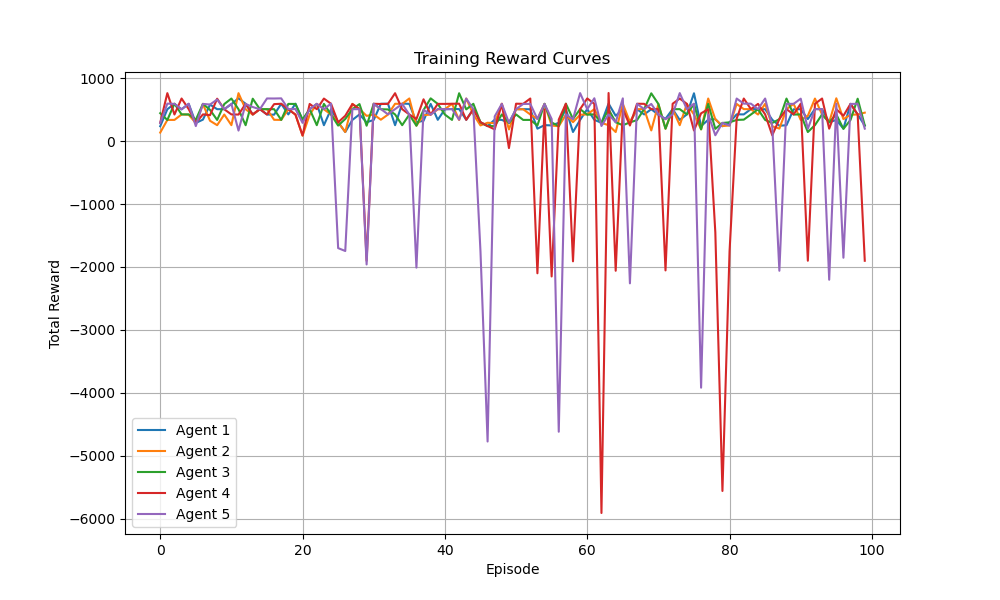 Training Reward Curves
1000
0
−1000
−2000
−3000
−4000
−5000
−6000
Total Reward
Agent 1
Agent 2
Agent 3
Agent 4
Agent 5
0 20 40 60 80 100
Episode